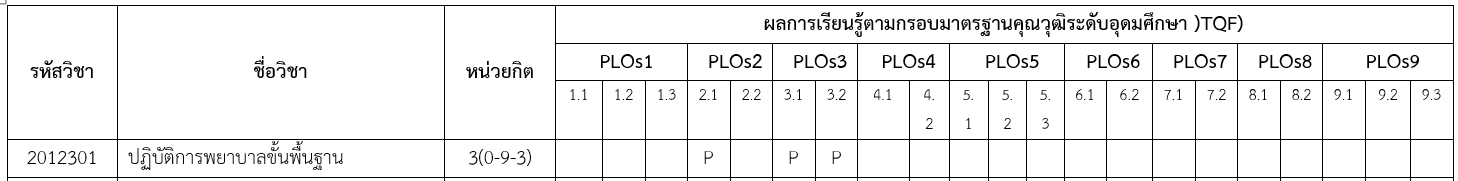 ผลการเรียนรู้ตามกรอบมาตรฐานคุณวุฒิระดับอุดมศึกษา )TQF)
รหัสวิชา ชื่อวิชา หน่วยกิต
PLOs1 PLOs2 PLOs3 PLOs4 PLOs5 PLOs6 PLOs7 PLOs8 PLOs9
1.1 1.2 1.3 2.1 2.2 3.1 3.2 4.1 4.2 5.1 5.2 5.3 6.1 6.2 7.1 7.2 8.1 8.2 9.1 9.2 9.3
2012301 ปฏิบัติการพยาบาลขั้นพื้นฐาน 3(0-9-3) P P P